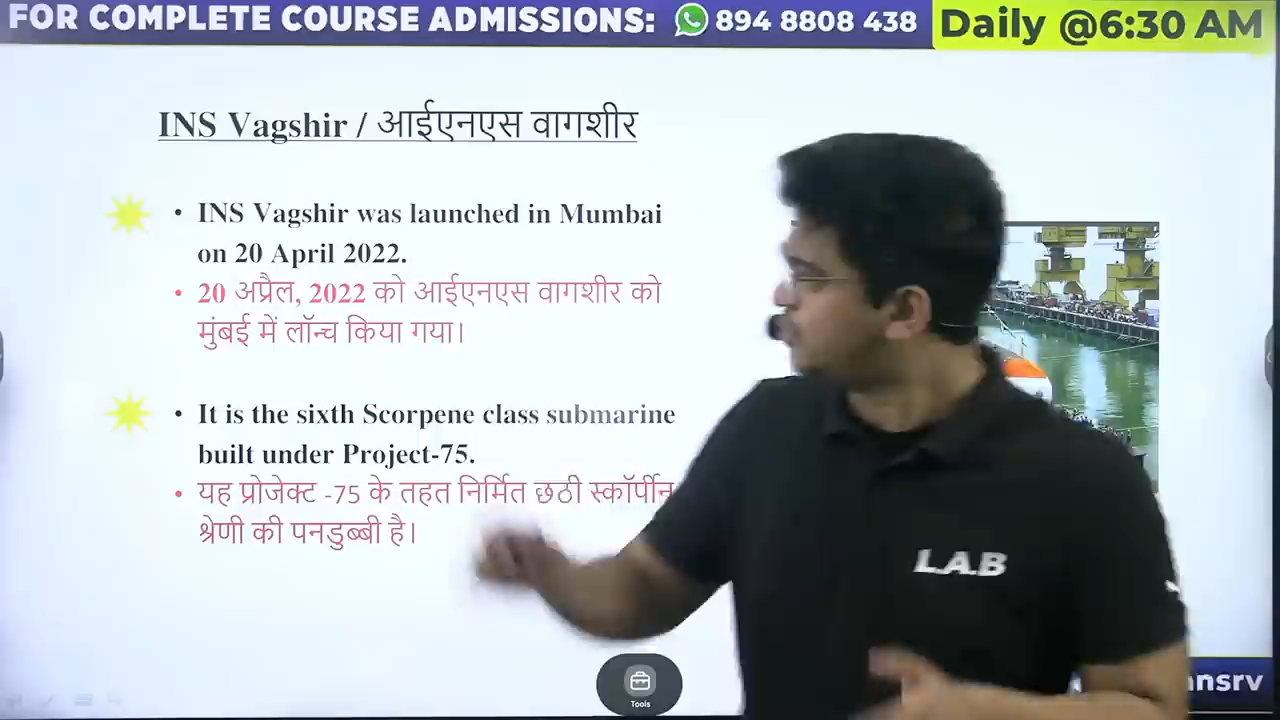 FOR COMPLETE COURSE ADMISSIONS: 894 8808 438
Daily @6:30 AM
INS Vagshir / आईएनएस वागशीर
• INS Vagshir was launched in Mumbai
on 20 April 2022.
• 20 अप्रैल, 2022 को आईएनएस वागशीर को
मुंबई में लॉन्च किया गया।
• It is the sixth Scorpene class submarine
built under Project-75.
• यह प्रोजेक्ट -75 के तहत निर्मित छठी स्कॉर्पीन
श्रेणी की पनडुब्बी है।
L.A.B
Tools